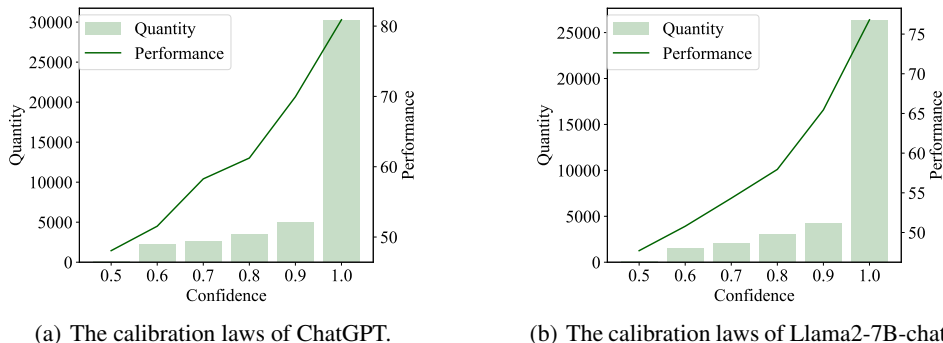 Quantity
Performance
30000
25000
20000
15000
10000
5000
0
80
70
60
50
0.5 0.6 0.7 0.8 0.9 1.0
Quantity
Performance
Confidence
(a) The calibration laws of ChatGPT.
Quantity
Performance
25000
20000
15000
10000
5000
0
75
70
65
60
55
50
0.5 0.6 0.7 0.8 0.9 1.0
Quantity
Performance
Confidence
(b) The calibration laws of Llama2-7B-chat